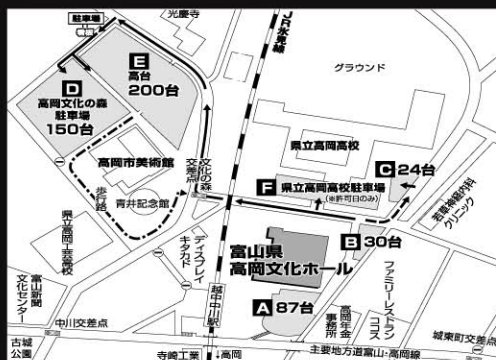 光慶寺
駐車場
JR氷見線
グラウンド
E
高台
200台
D
高岡文化の森
駐車場
150台
県立高岡高校
高岡市美術館
文化の森
交差点
C 24台
F 県立高岡高校駐車場
(※許可日のみ)
若草神経内科
クリニック
歩行路
青井記念館
県立高岡工芸高校
ディスプレイ
キタカド
富山県
高岡文化ホール
B 30台
A 87台
越中中川駅
富山新聞
文化センター
高岡年金
事務所
ファミリーレストラン
ココス
中川交差点
城東町交差点
古城
公園
寺崎工業
↓高岡
主要地方道富山・高岡線